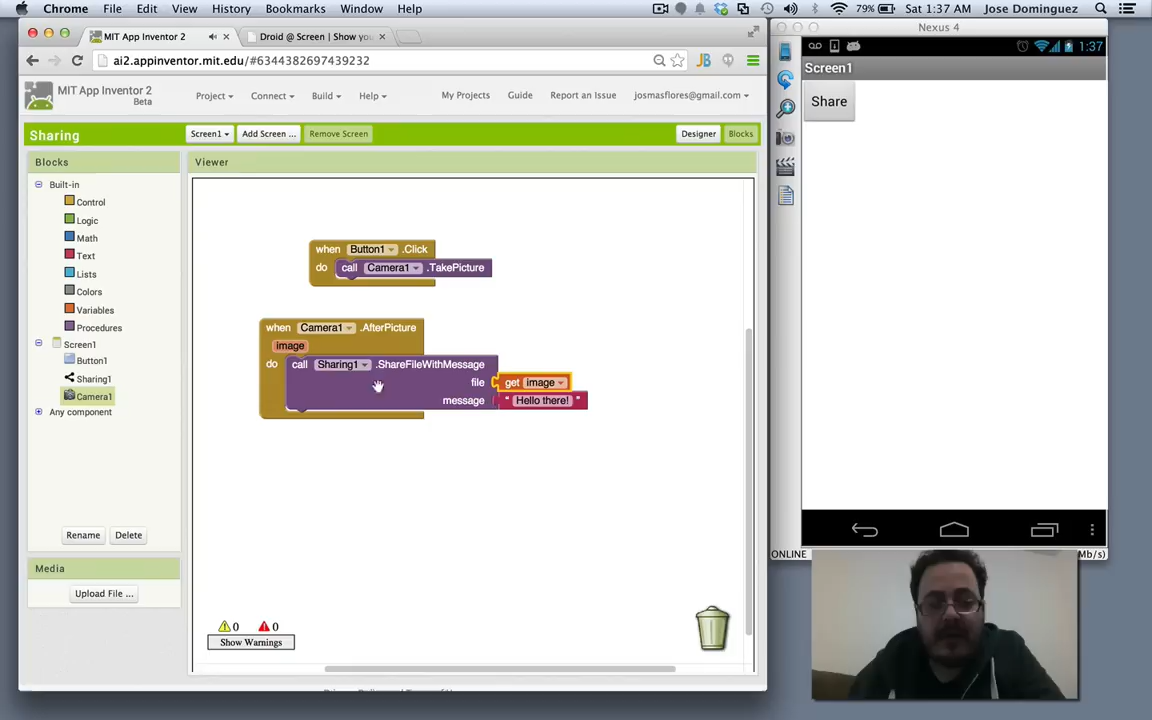 Chrome File Edit View History Bookmarks Window Help 79% Sat 1:37 AM Jose Dominguez
MIT App Inventor 2
Droid @ Screen | Show you
ai2.appinventor.mit.edu/#6344382697439232
MIT App Inventor 2
Beta
Project Connect Build Help My Projects Guide Report an Issue josmasflores@gmail.com
Sharing
Screen1 Add Screen ... Remove Screen Designer Blocks
Blocks
Built-in
Control
Logic
Math
Text
Lists
Colors
Variables
Procedures
Screen1
Button1
Sharing1
Camera1
Any component
Rename Delete
Media
Upload File ...
Viewer
when Button1 .Click
do call Camera1 .TakePicture
when Camera1 .AfterPicture
image
do call Sharing1 .ShareFileWithMessage
file get image
message " Hello there! "
0 0
Show Warnings
Nexus 4
1:37
Screen1
Share
ONLINE
Mb/s)